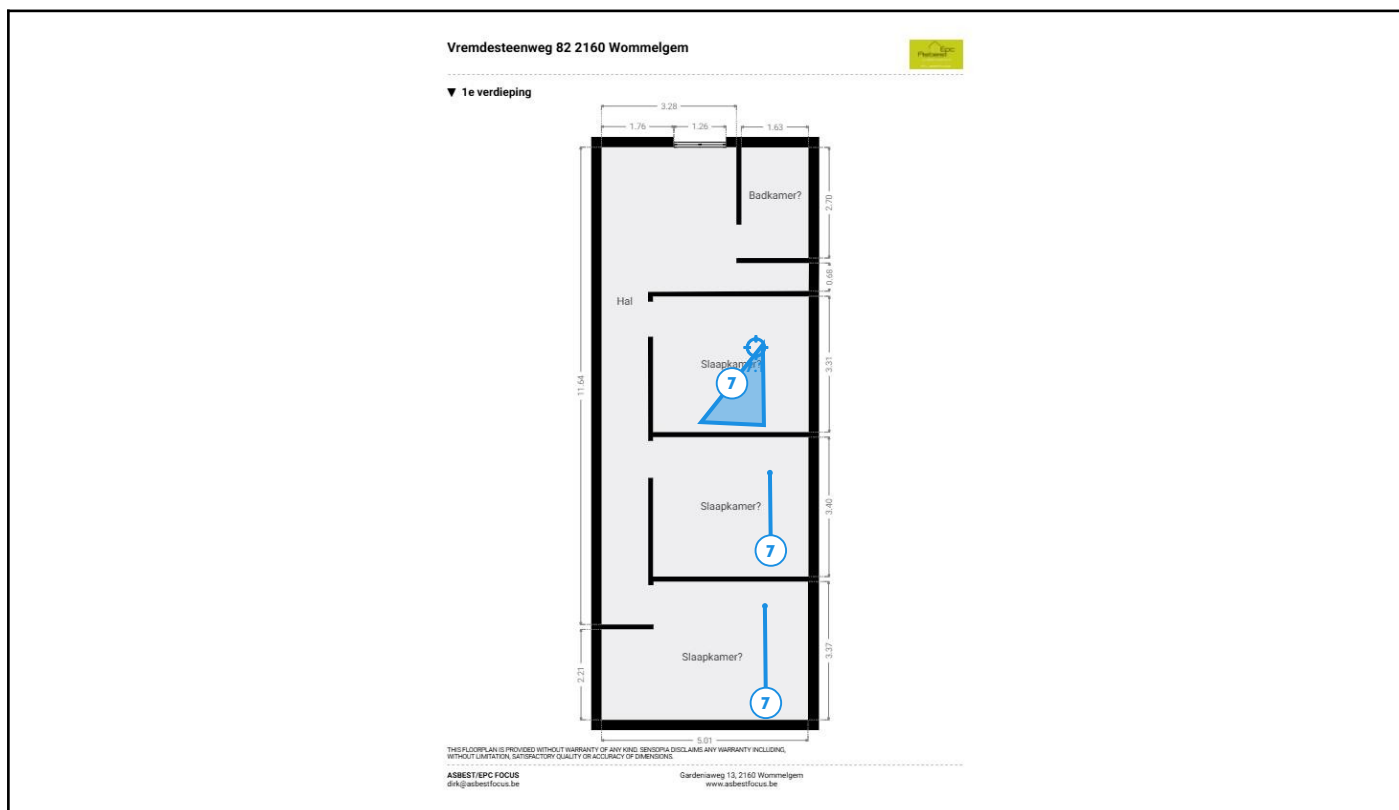 Vremdesteenweg 82 2160 Wommelgem
Epc
▼ 1e verdieping
3.28
1.76 1.26 1.63
Badkamer?
2.70
0.68
Hal
Slaapkamer?
7
3.31
11.64
Slaapkamer?
3.40
7
Slaapkamer?
3.37
2.21
7
5.01
THIS FLOORPLAN IS PROVIDED WITHOUT WARRANTY OF ANY KIND. SENSOPIA DISCLAIMS ANY WARRANTY INCLUDING,
WITHOUT LIMITATION, SATISFACTORY QUALITY OR ACCURACY OF DIMENSIONS.
ASBEST/EPC FOCUS
dirk@asbestfocus.be
Gardeniaweg 13, 2160 Wommelgem
www.asbestfocus.be